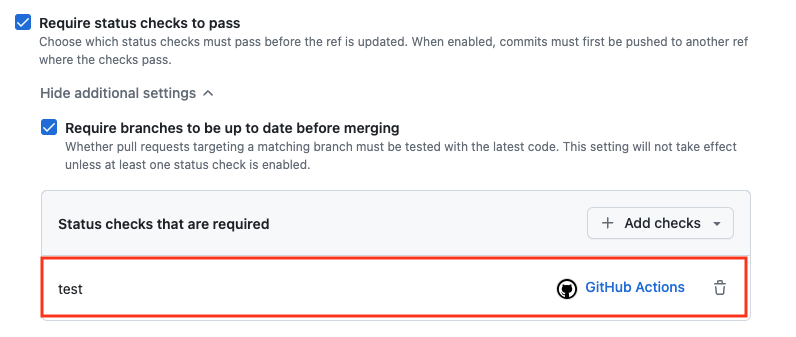 Require status checks to pass
Choose which status checks must pass before the ref is updated. When enabled, commits must first be pushed to another ref
where the checks pass.
Hide additional settings
Require branches to be up to date before merging
Whether pull requests targeting a matching branch must be tested with the latest code. This setting will not take effect
unless at least one status check is enabled.
Status checks that are required
Add checks
test
GitHub Actions